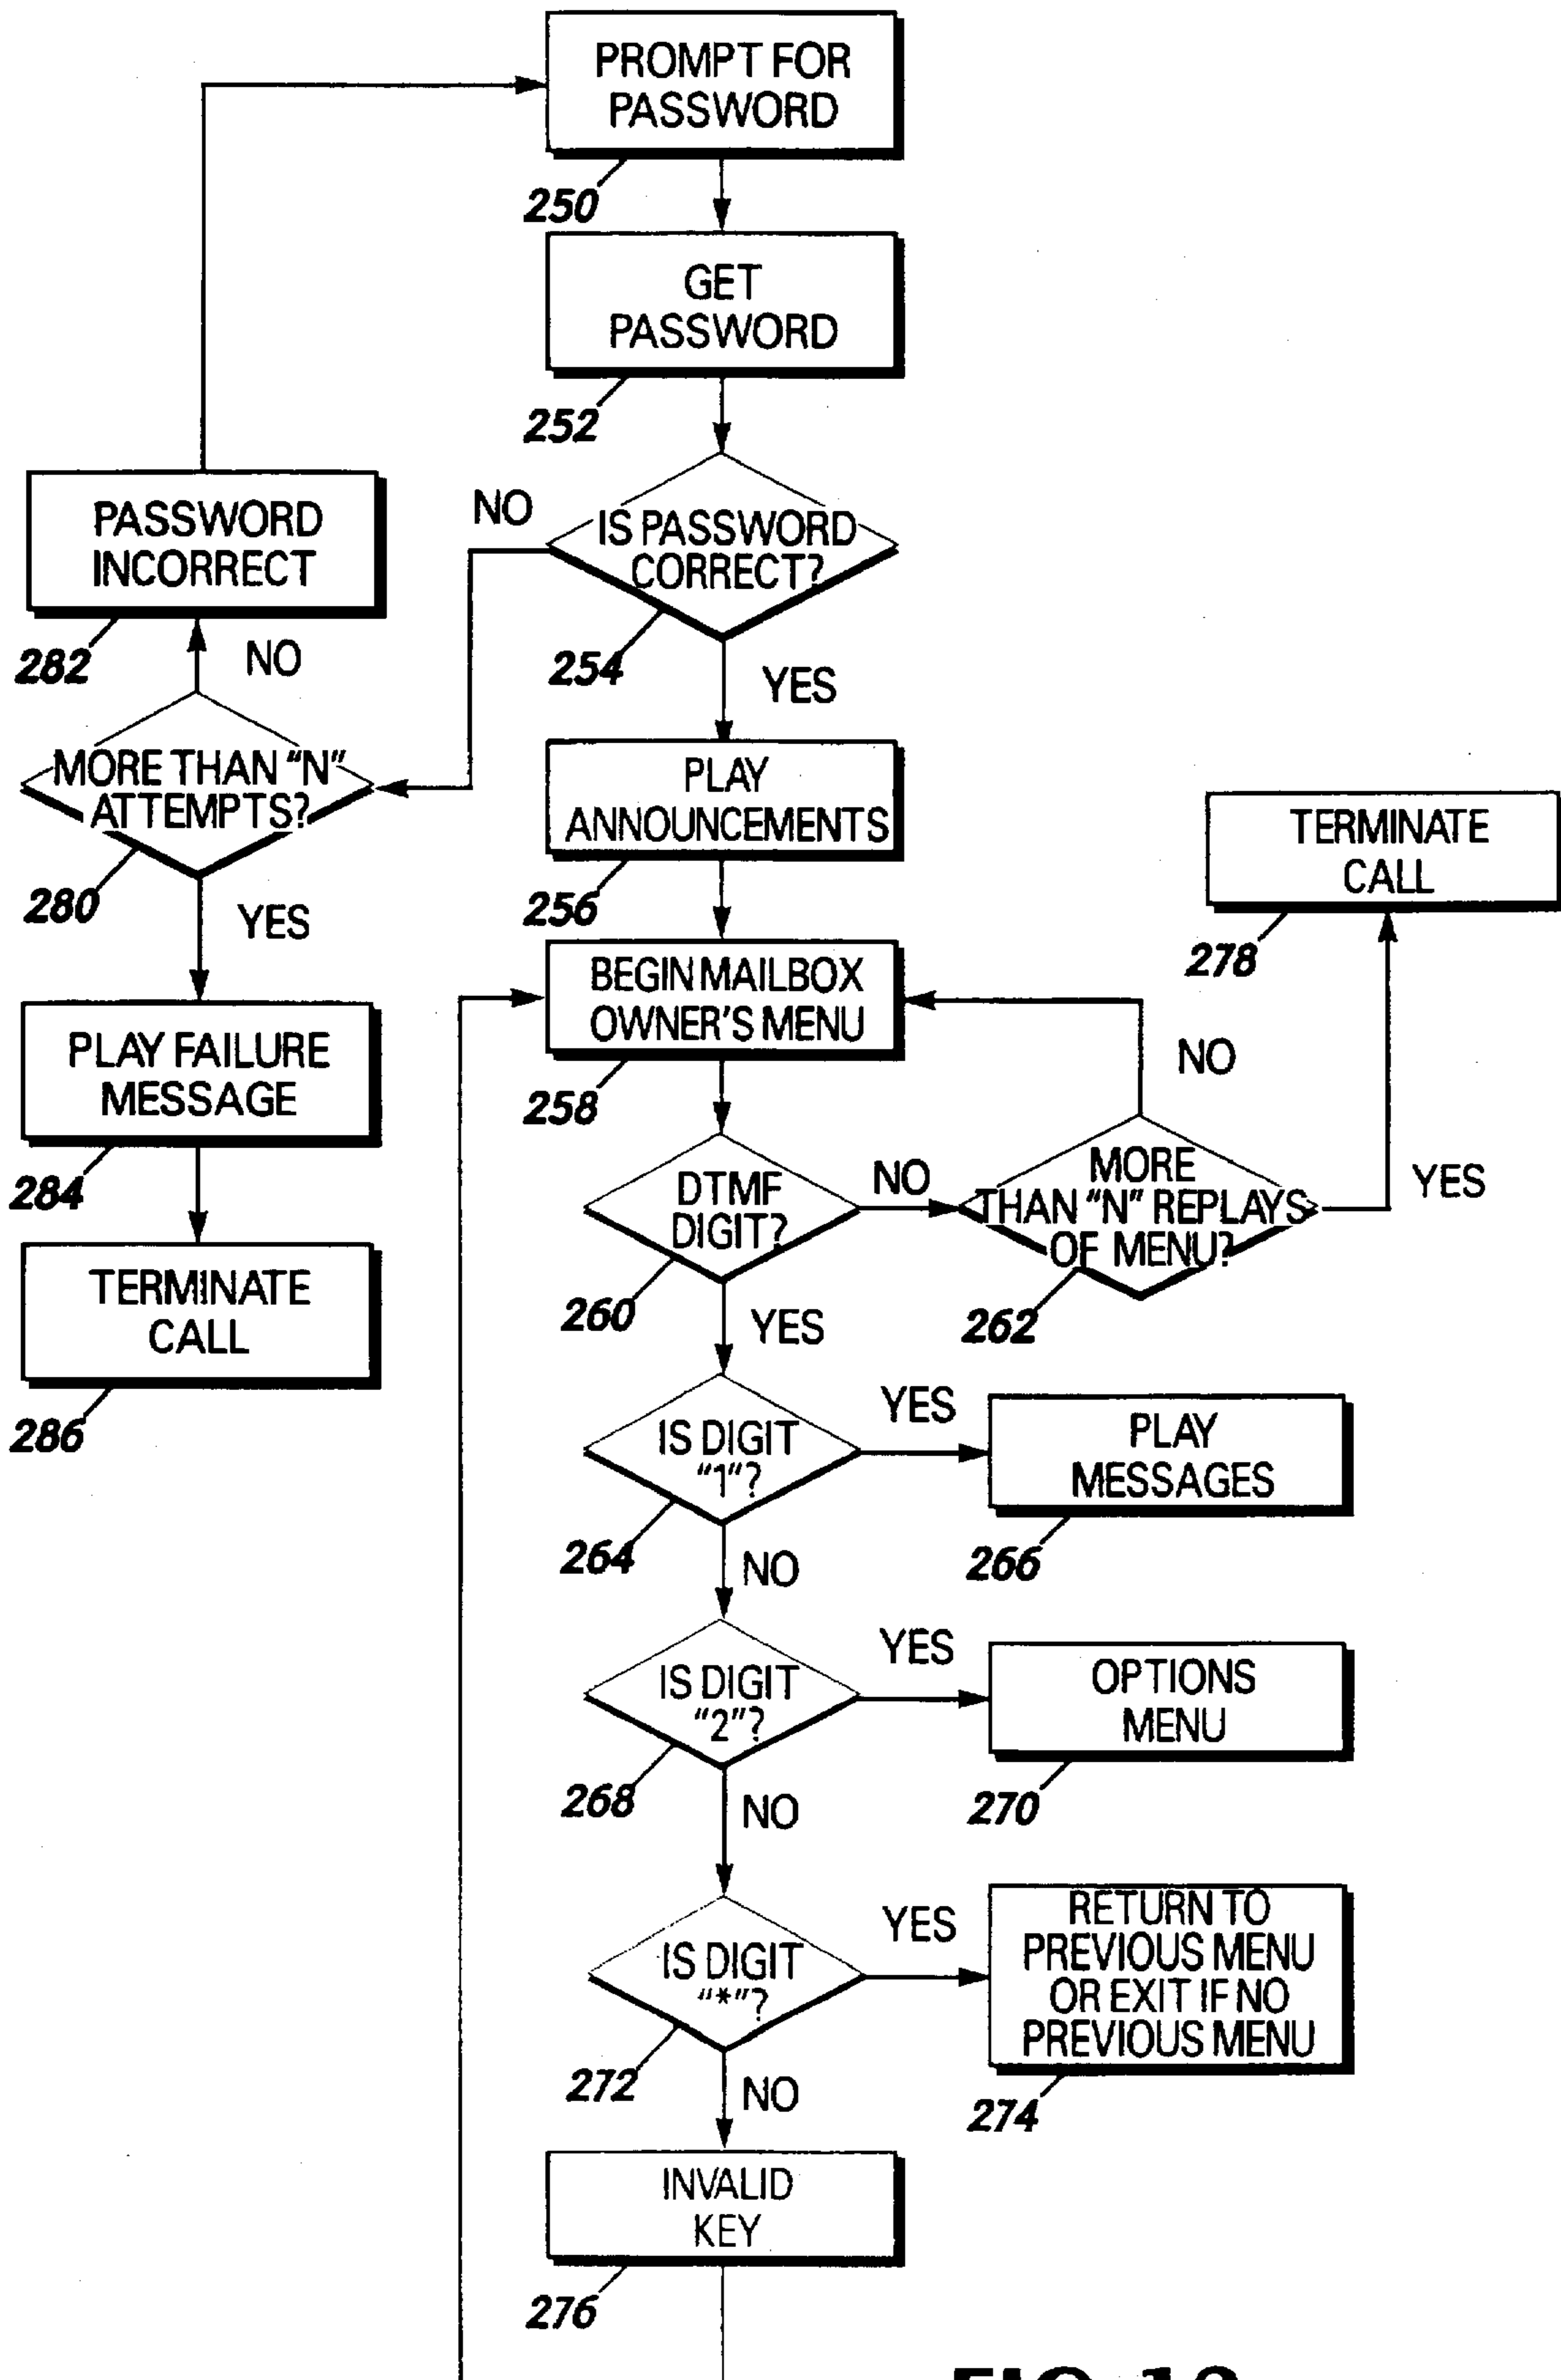 PROMPT FOR
PASSWORD
250
GET
PASSWORD
252
IS PASSWORD
CORRECT?
254
NO
YES
PASSWORD
INCORRECT
282
NO
MORE THAN “N”
ATTEMPTS?
280
YES
PLAY FAILURE
MESSAGE
284
TERMINATE
CALL
286
PLAY
ANNOUNCEMENTS
256
BEGIN MAILBOX
OWNER'S MENU
258
TERMINATE
CALL
278
NO
DTMF
DIGIT?
260
NO
MORE
THAN “N” REPLAYS
OF MENU?
262
YES
YES
IS DIGIT
“1”?
264
YES
PLAY
MESSAGES
266
NO
IS DIGIT
“2”?
268
YES
OPTIONS
MENU
270
NO
IS DIGIT
“*”?
272
YES
RETURN TO
PREVIOUS MENU
OR EXIT IF NO
PREVIOUS MENU
274
NO
INVALID
KEY
276